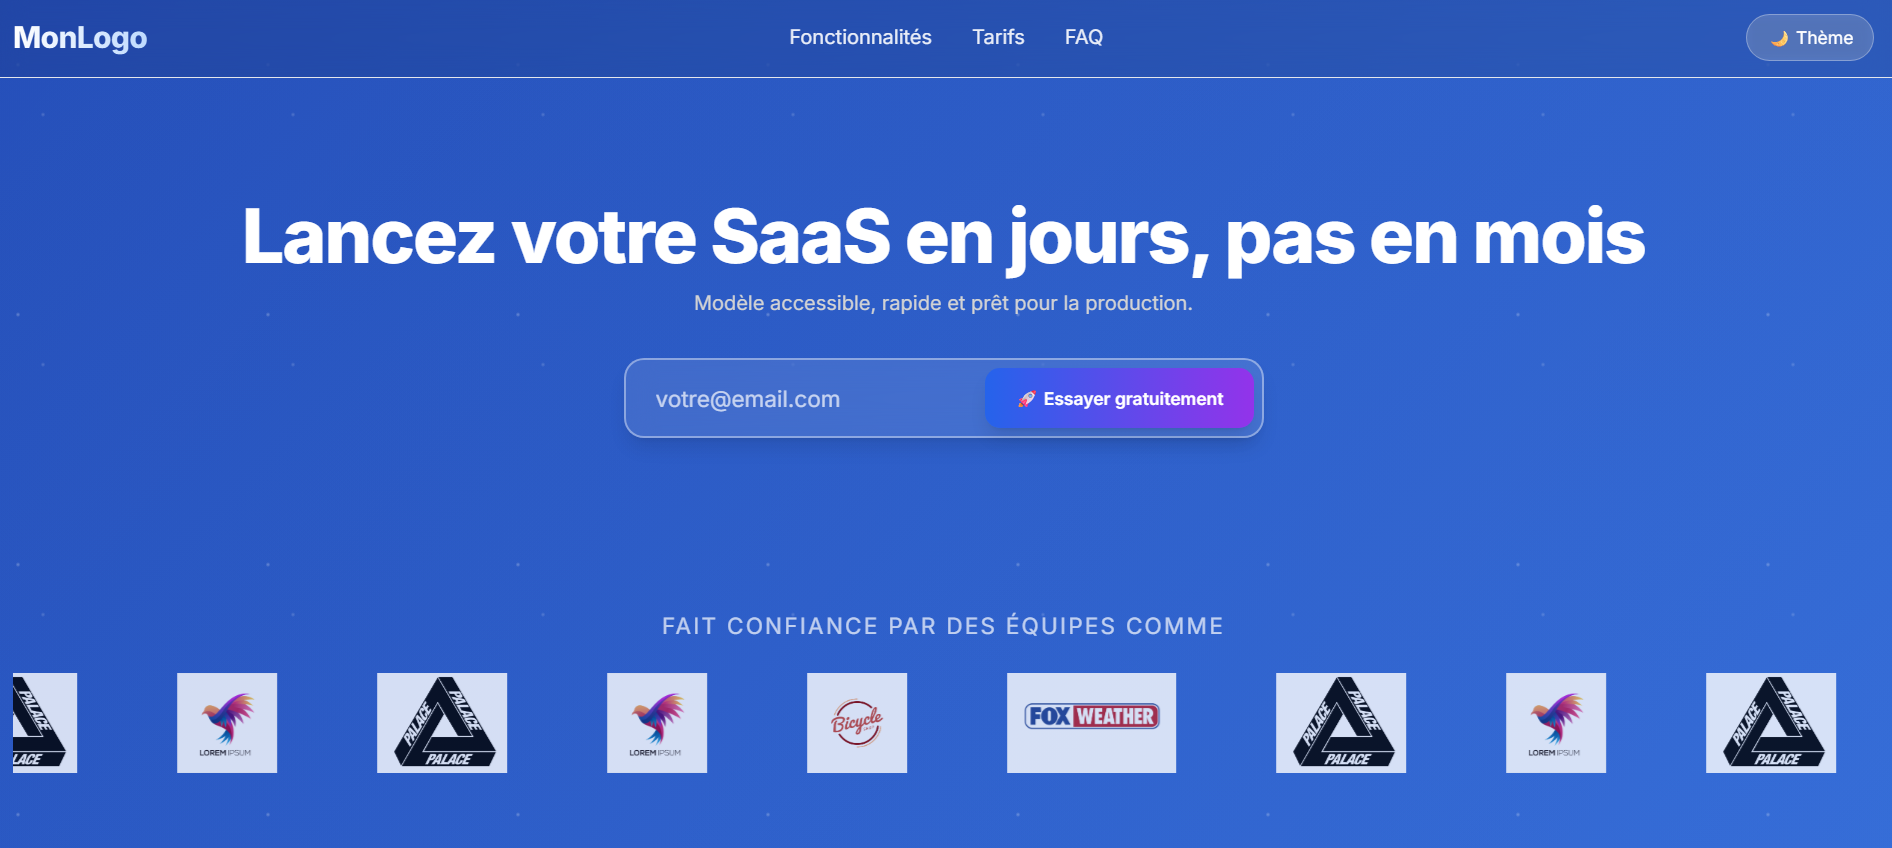 MonLogo
Fonctionnalités
Tarifs
FAQ
🌙 Thème
Lancez votre SaaS en jours, pas en mois
Modèle accessible, rapide et prêt pour la production.
votre@email.com
🚀 Essayer gratuitement
FAIT CONFIANCE PAR DES ÉQUIPES COMME
PALACE
LACE
LOREM IPSUM
PALACE
PALACE
PALACE
LOREM IPSUM
Bicycle
FOX WEATHER
PALACE
PALACE
PALACE
LOREM IPSUM
PALACE
PALACE
PALACE